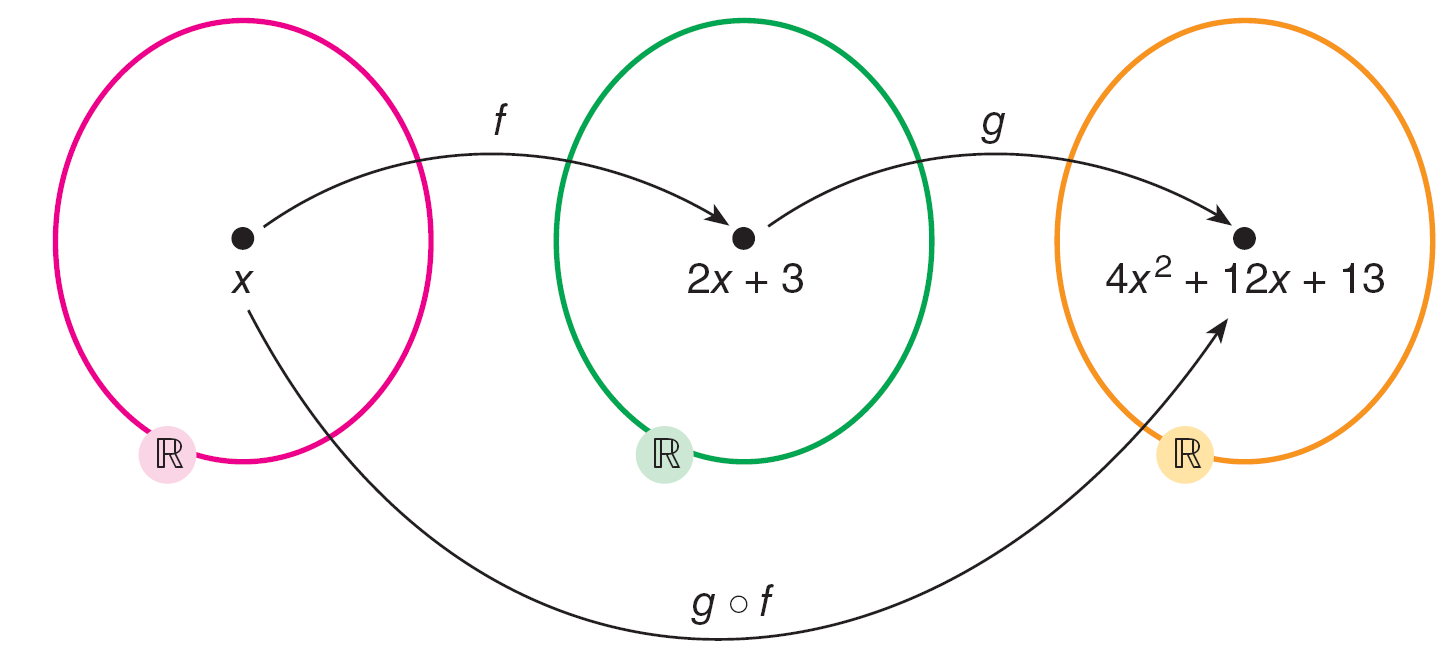 f
g
x
2x + 3
4x² + 12x + 13
ℝ
ℝ
ℝ
g ∘ f